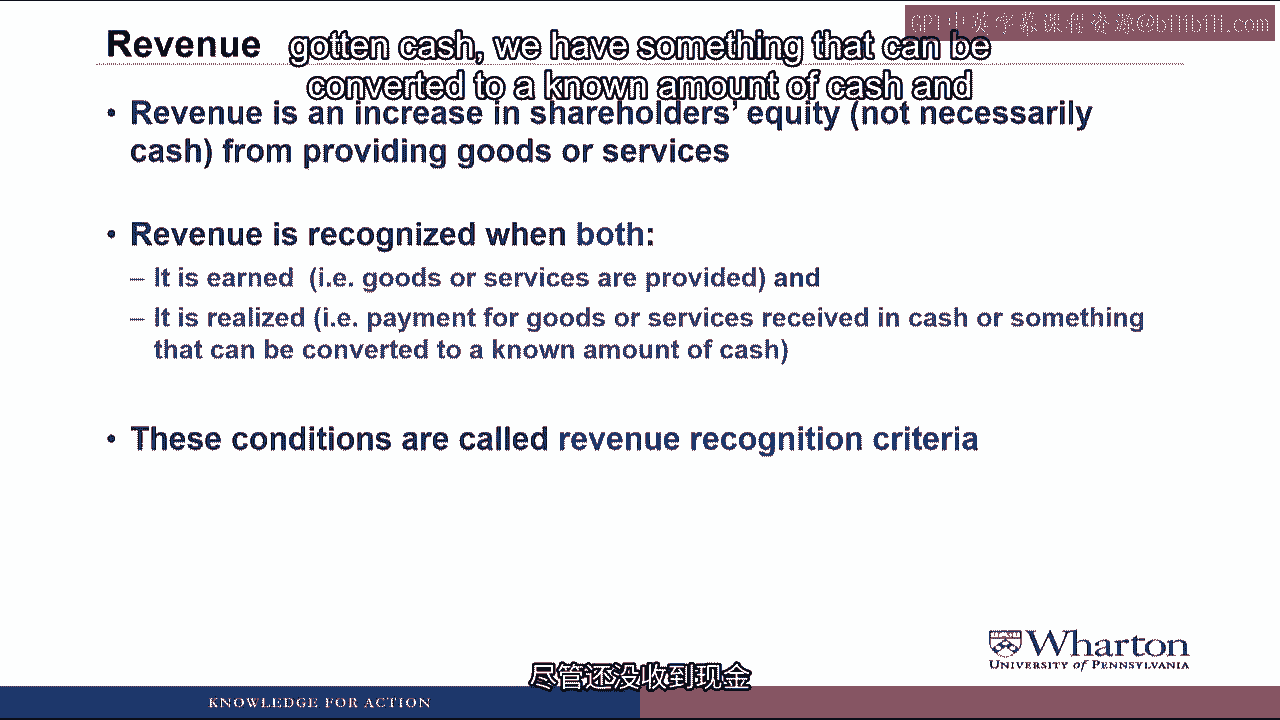 GPT中英字幕课程资源@bilibili.com
Revenue
gotten cash, we have something that can be
converted to a known amount of cash and
• Revenue is an increase in shareholders’ equity (not necessarily
cash) from providing goods or services
• Revenue is recognized when both:
– It is earned (i.e. goods or services are provided) and
– It is realized (i.e. payment for goods or services received in cash or something
that can be converted to a known amount of cash)
• These conditions are called revenue recognition criteria
Wharton
UNIVERSITY of PENNSYLVANIA
尽管还没收到现金
KNOWLEDGE FOR ACTION